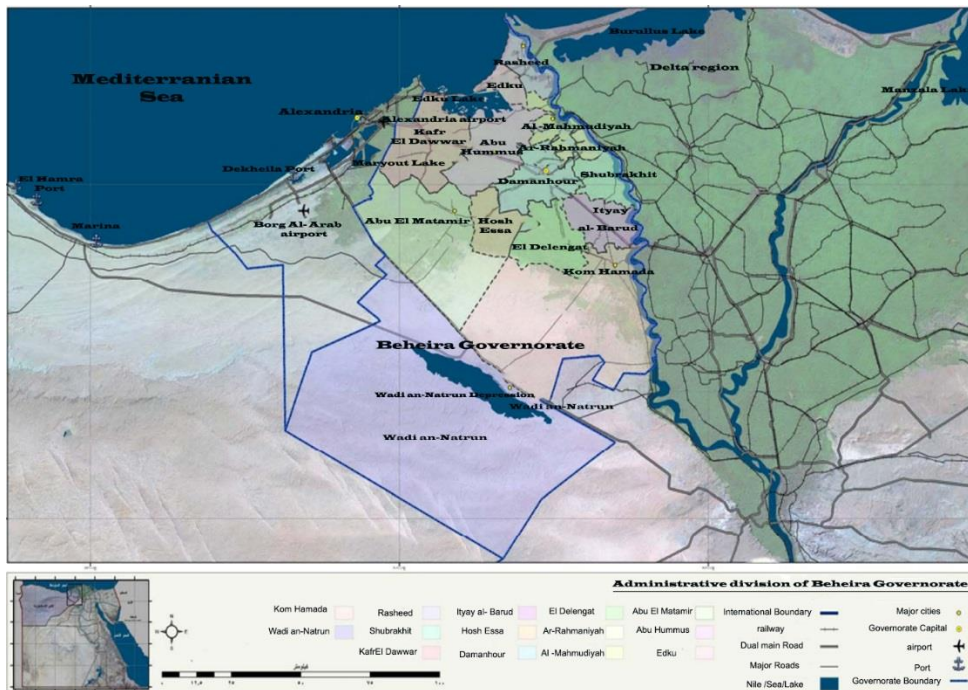 Burullus Lake
Rasheed
Delta region
Mediterranian
Sea
Edku
Manzala Lak
Edku Lake
Alexandria
Alexandria airport
Al-Mahmudiyah
Kafr
El Dawwar
Abu
Hummus
Ar-Rahmaniyah
Maryout Lake
Dekheila Port
Shubrakhit
Damanhour
El Hamra
Port
Ityay
al- Barud
Abu El Matamir
Hosh
Essa
Marina
Borg Al-Arab
airport
El Delengat
Kom Hamada
Beheira Governorate
Wadi an-Natrun Depression
Wadi an-Natrun
Wadi an-Natrun
Administrative division of Beheira Governorate
Kom Hamada
Rasheed
Ityay al- Barud
El Delengat
Abu El Matamir
International Boundary
Major cities
Wadi an-Natrun
Shubrakhit
Hosh Essa
Ar-Rahmaniyah
Abu Hummus
railway
Governorate Capital
KafrEl Dawwar
Damanhour
Al -Mahmudiyah
Edku
Dual main Road
airport
Major Roads
Port
Nile /Sea/Lake
Governorate Boundary
N